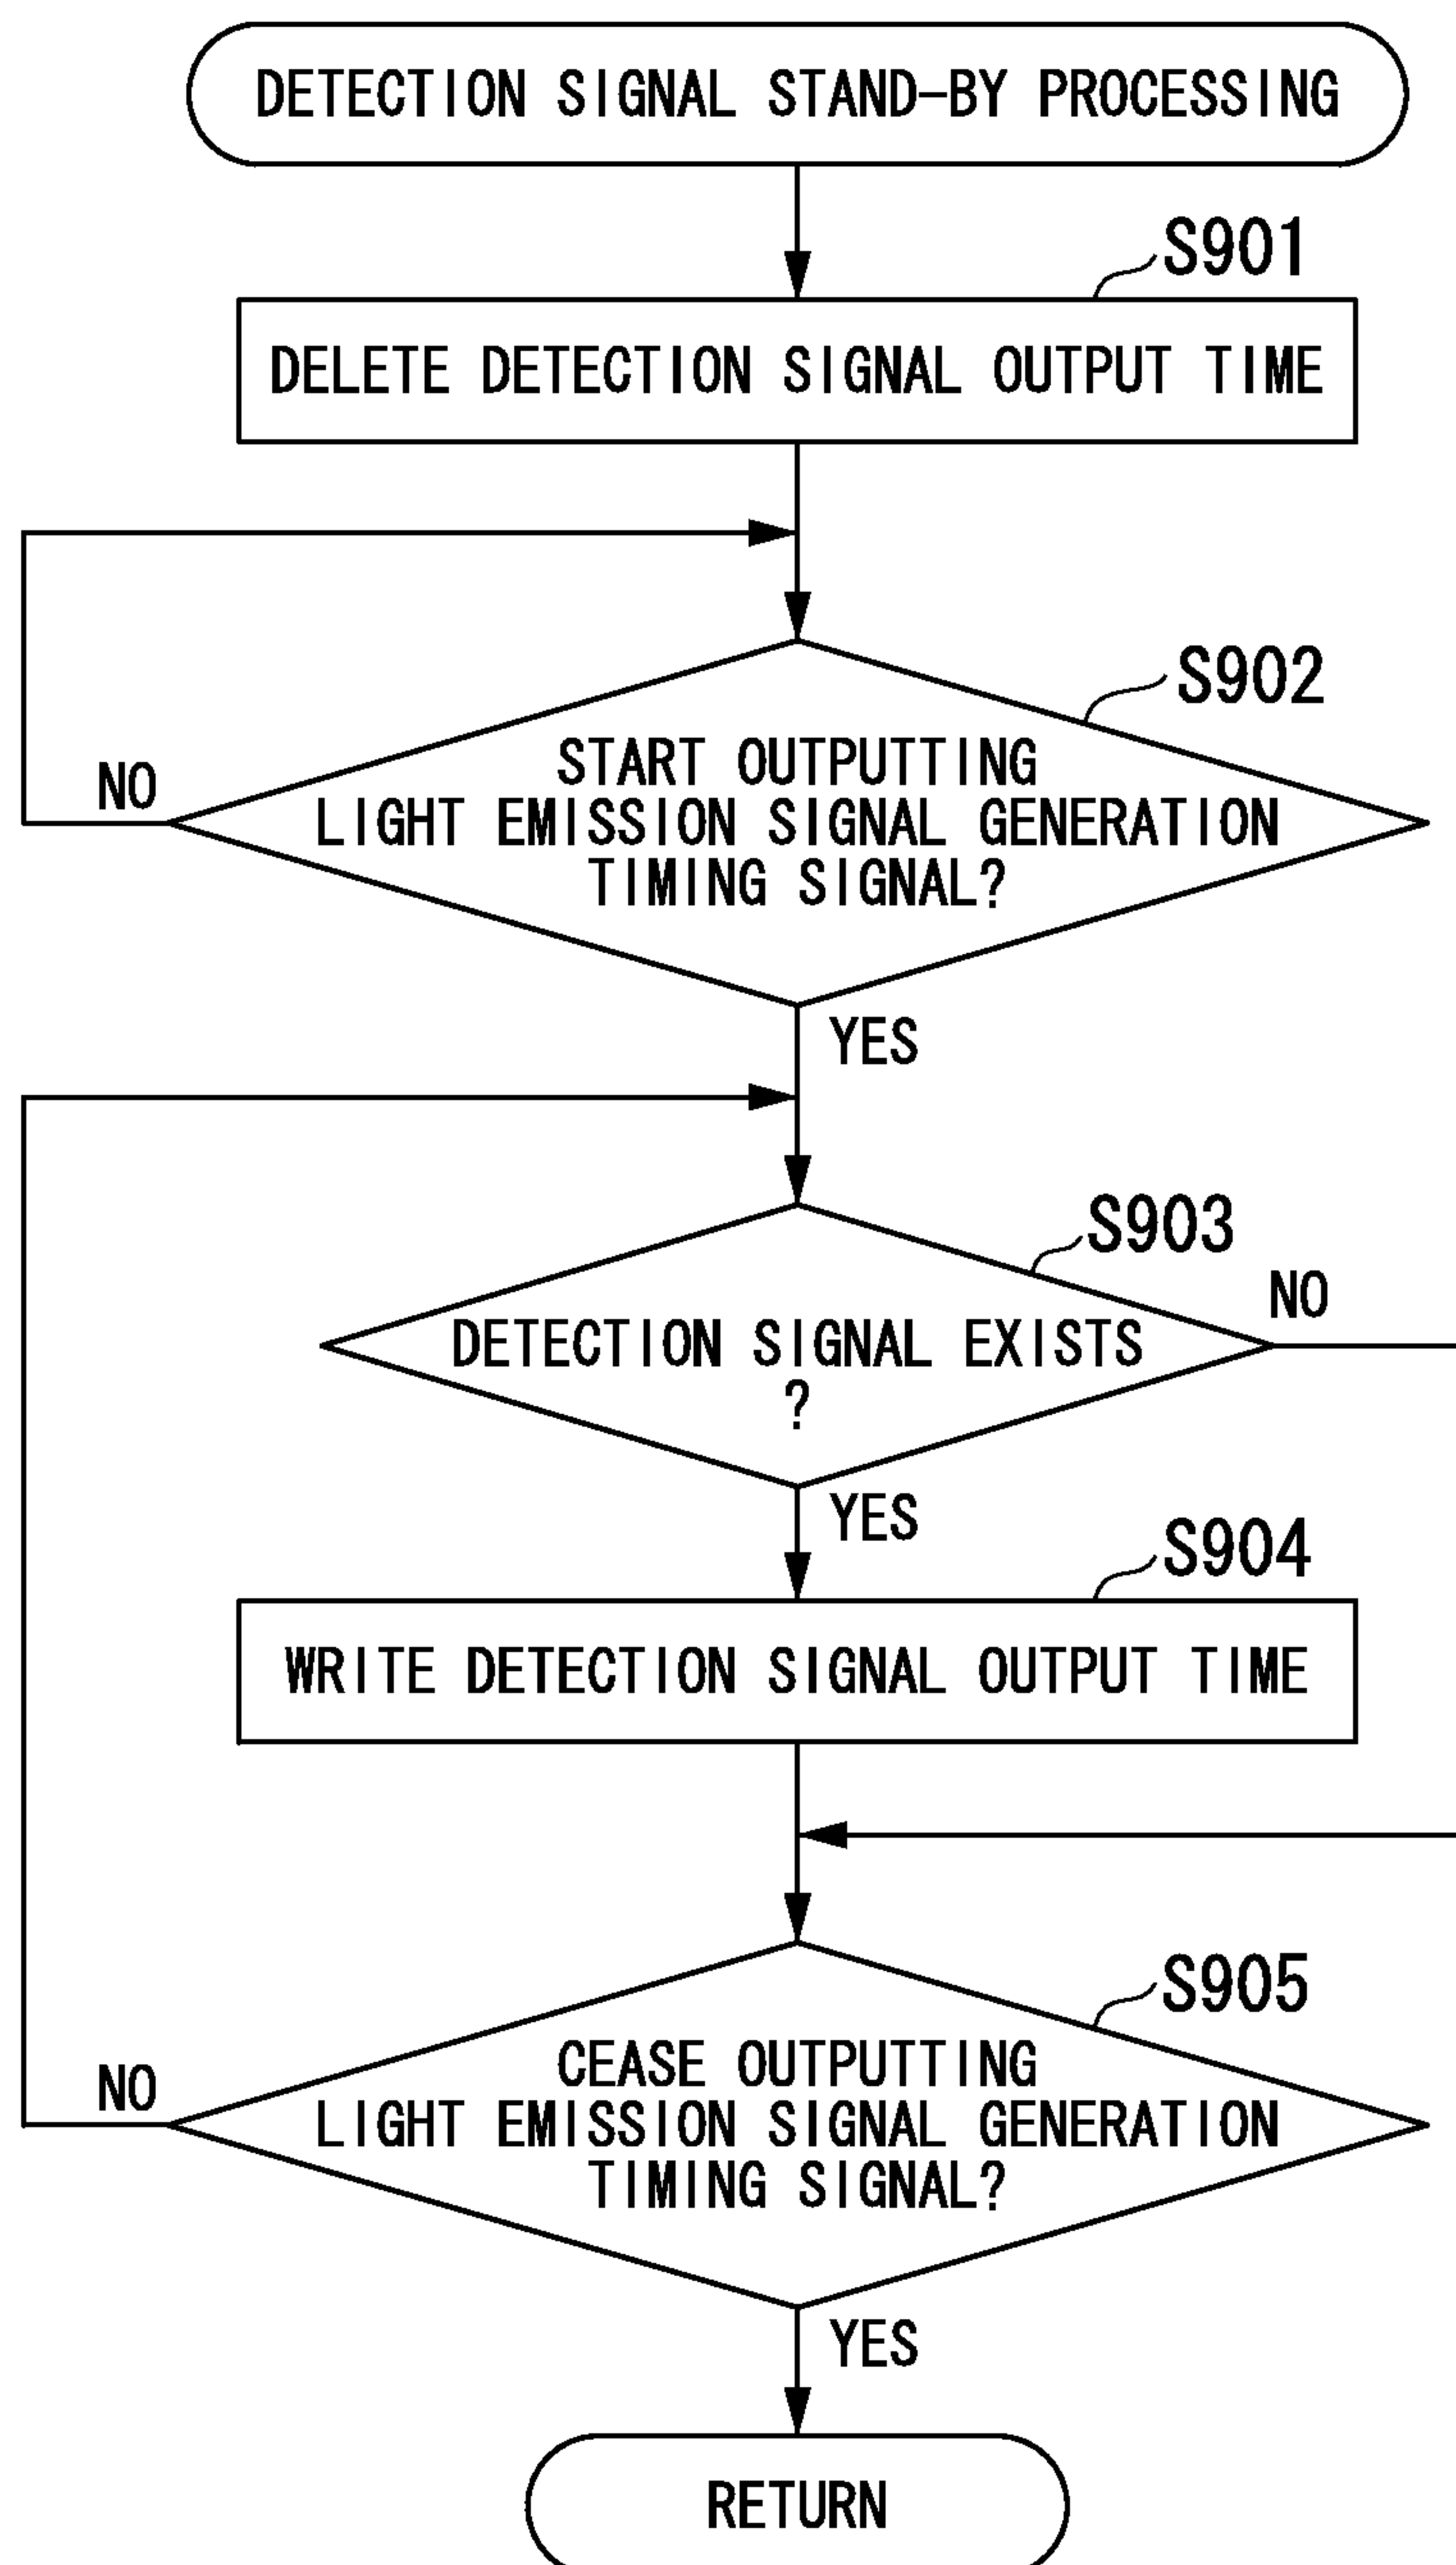 DETECTION SIGNAL STAND-BY PROCESSING
S901
DELETE DETECTION SIGNAL OUTPUT TIME
S902
START OUTPUTTING
LIGHT EMISSION SIGNAL GENERATION
TIMING SIGNAL?
NO
YES
S903
NO
DETECTION SIGNAL EXISTS
?
YES
S904
WRITE DETECTION SIGNAL OUTPUT TIME
S905
CEASE OUTPUTTING
LIGHT EMISSION SIGNAL GENERATION
TIMING SIGNAL?
NO
YES
RETURN